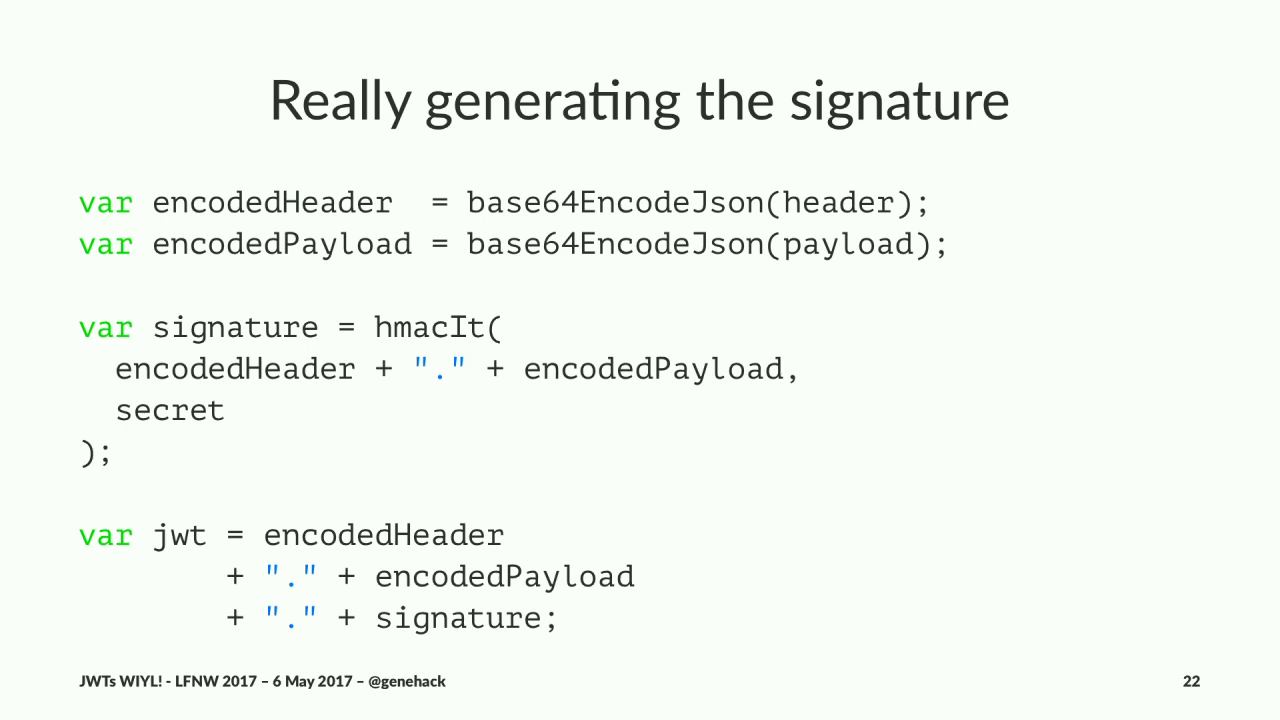 Really generating the signature
var encodedHeader  = base64EncodeJson(header);
var encodedPayload = base64EncodeJson(payload);
var signature = hmacIt(
  encodedHeader + "." + encodedPayload,
  secret
);
var jwt = encodedHeader
        + "." + encodedPayload
        + "." + signature;
JWTs WIYL! - LFNW 2017 – 6 May 2017 – @genehack
22